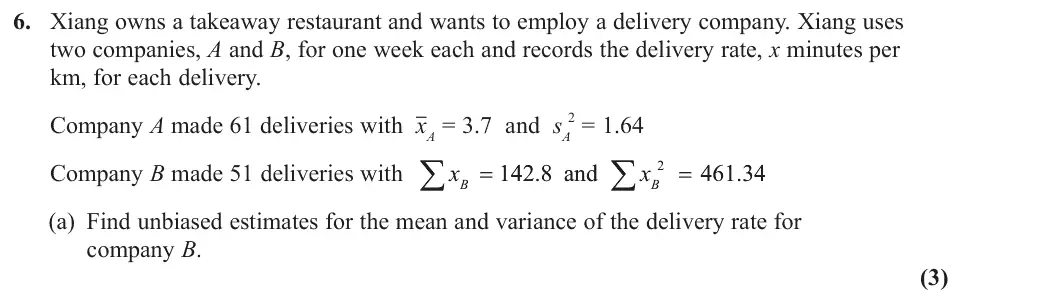 6. Xiang owns a takeaway restaurant and wants to employ a delivery company. Xiang uses
two companies, A and B, for one week each and records the delivery rate, x minutes per
km, for each delivery.
Company A made 61 deliveries with x̄_A = 3.7 and s_A² = 1.64
Company B made 51 deliveries with ∑x_B = 142.8 and ∑x_B² = 461.34
(a) Find unbiased estimates for the mean and variance of the delivery rate for
company B.
(3)